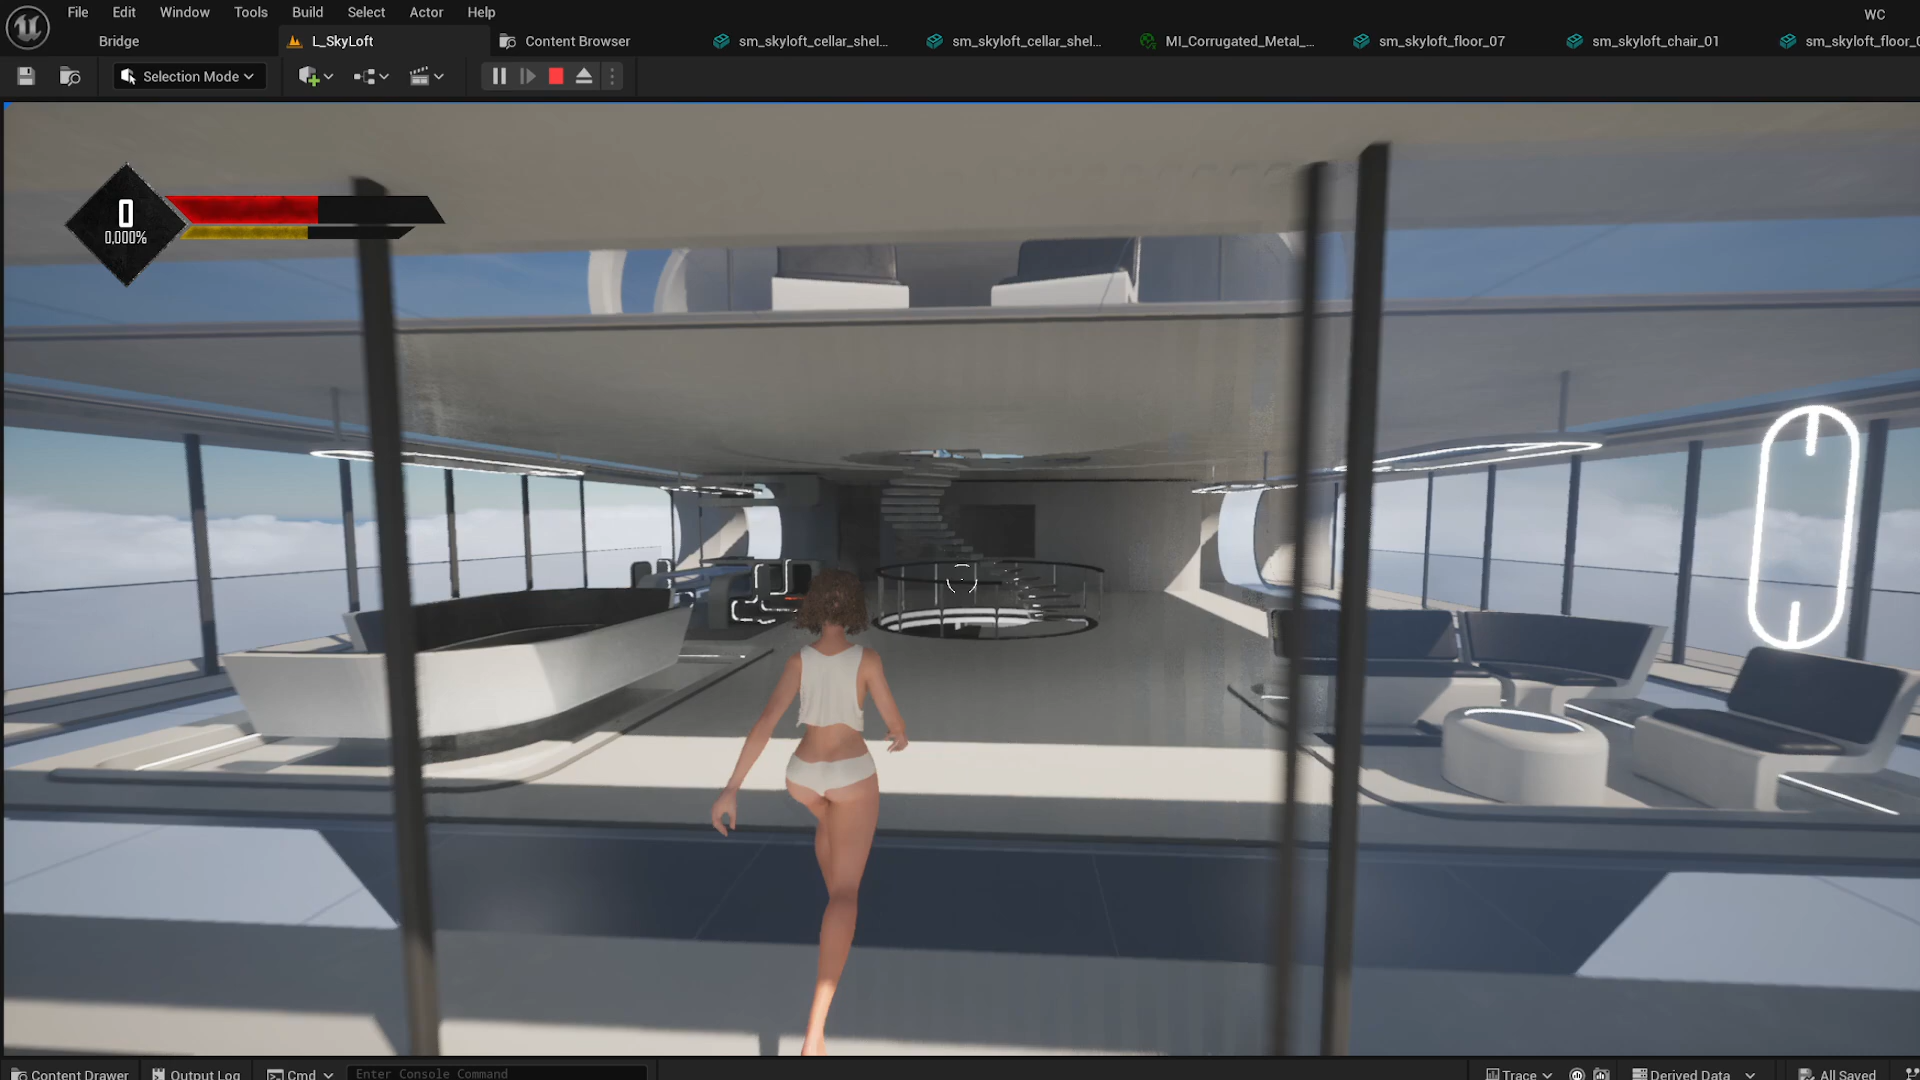 File Edit Window Tools Build Select Actor Help
WC
Bridge
L_SkyLoft
Content Browser
sm_skyloft_cellar_shel...
sm_skyloft_cellar_shel...
MI_Corrugated_Metal_...
sm_skyloft_floor_07
sm_skyloft_chair_01
sm_skyloft_floor_
Selection Mode
0
0,000%
Content Drawer
Output Log
Cmd
Enter Console Command
Trace
Derived Data
All Saved